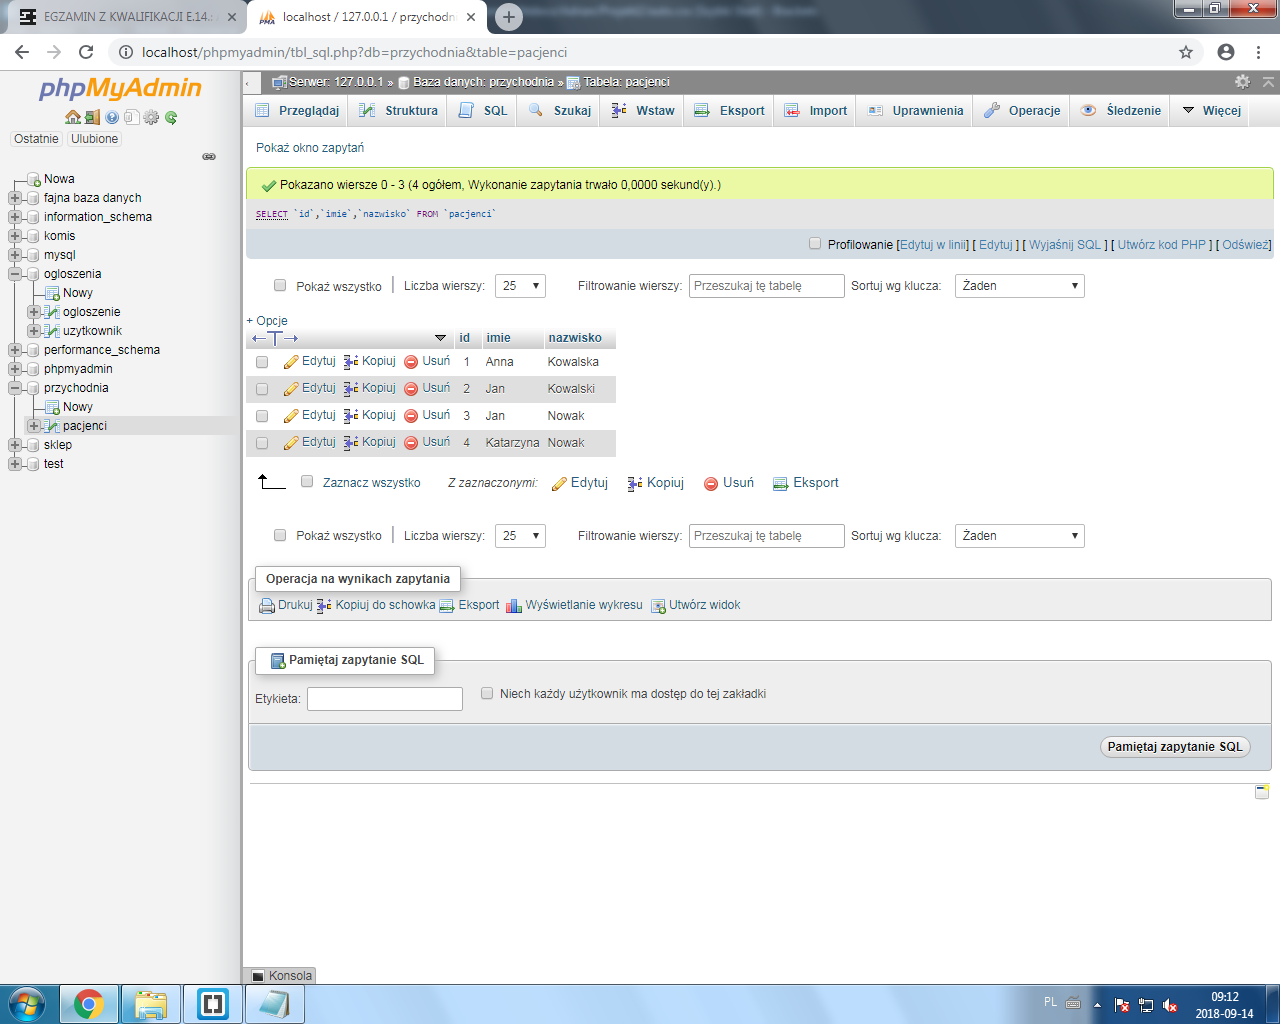 EGZAMIN Z KWALIFIKACJI E.14
localhost / 127.0.0.1 / przychodni
localhost/phpmyadmin/tbl_sql.php?db=przychodnia&table=pacjenci
phpMyAdmin
Ostatnie Ulubione
Nowa
fajna baza danych
information_schema
komis
mysql
ogloszenia
Nowy
ogloszenie
uzytkownik
performance_schema
phpmyadmin
przychodnia
Nowy
pacjenci
sklep
test
Serwer: 127.0.0.1 » Baza danych: przychodnia » Tabela: pacjenci
Przeglądaj Struktura SQL Szukaj Wstaw Eksport Import Uprawnienia Operacje Śledzenie Więcej
Pokaż okno zapytań
Pokazano wiersze 0 - 3 (4 ogółem, Wykonanie zapytania trwało 0,0000 sekund(y).)
SELECT `id`,`imie`,`nazwisko` FROM `pacjenci`
Profilowanie [Edytuj w linii] [ Edytuj ] [ Wyjaśnij SQL ] [ Utwórz kod PHP ] [ Odśwież]
Pokaż wszystko Liczba wierszy: 25 Filtrowanie wierszy: Przeszukaj tę tabelę Sortuj wg klucza: Żaden
+ Opcje
id imie nazwisko
Edytuj Kopiuj Usuń 1 Anna Kowalska
Edytuj Kopiuj Usuń 2 Jan Kowalski
Edytuj Kopiuj Usuń 3 Jan Nowak
Edytuj Kopiuj Usuń 4 Katarzyna Nowak
Zaznacz wszystko Z zaznaczonymi: Edytuj Kopiuj Usuń Eksport
Pokaż wszystko Liczba wierszy: 25 Filtrowanie wierszy: Przeszukaj tę tabelę Sortuj wg klucza: Żaden
Operacja na wynikach zapytania
Drukuj Kopiuj do schowka Eksport Wyświetlanie wykresu Utwórz widok
Pamiętaj zapytanie SQL
Etykieta: Niech każdy użytkownik ma dostęp do tej zakładki
Pamiętaj zapytanie SQL
Konsola
PL
09:12
2018-09-14